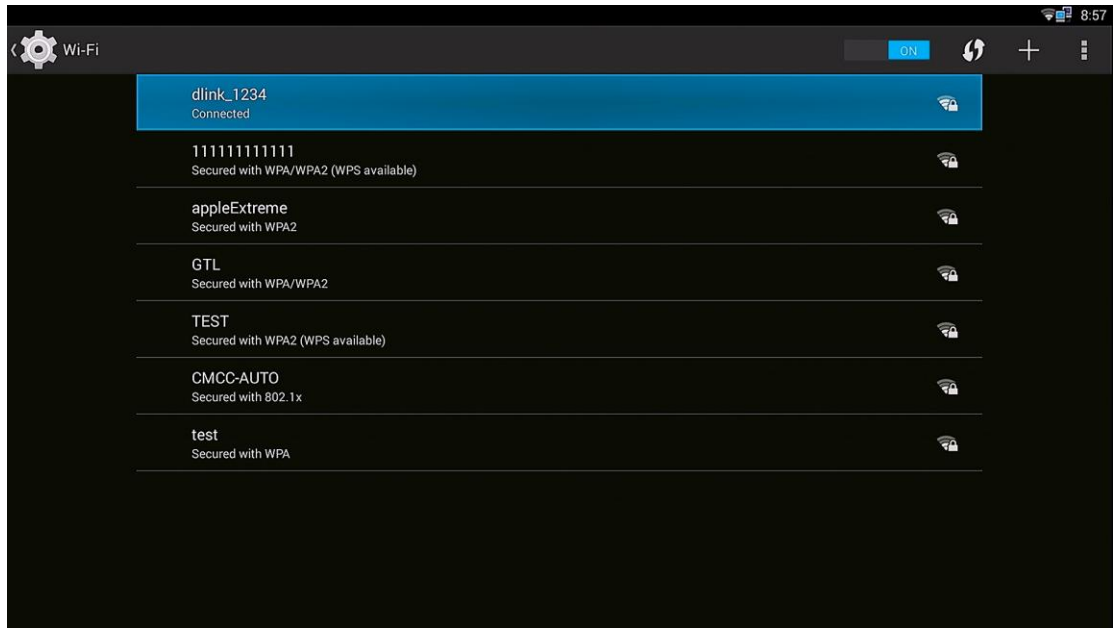 8:57
Wi-Fi
ON
dlink_1234
Connected
111111111111
Secured with WPA/WPA2 (WPS available)
appleExtreme
Secured with WPA2
GTL
Secured with WPA/WPA2
TEST
Secured with WPA2 (WPS available)
CMCC-AUTO
Secured with 802.1x
test
Secured with WPA